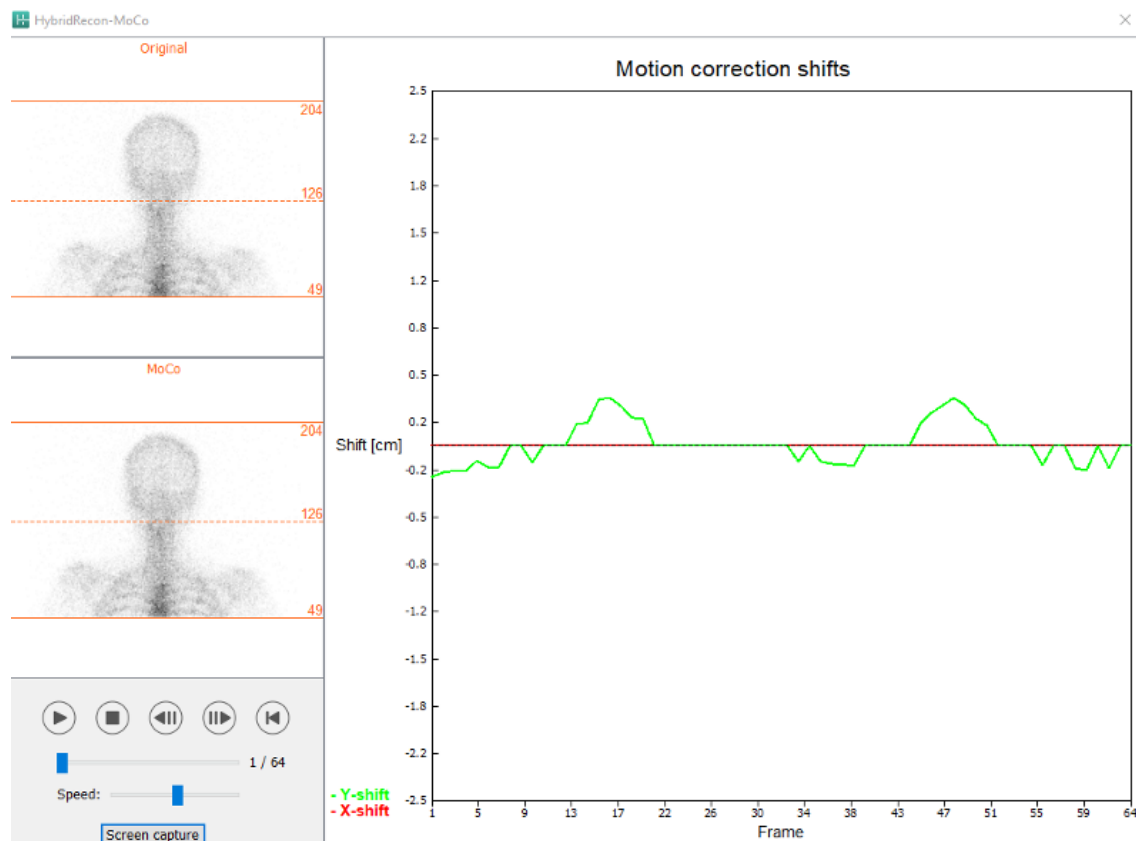 HybridRecon-MoCo
Original
204
126
49
MoCo
204
126
49
1 / 64
Speed:
Screen capture
Motion correction shifts
2.5
2.2
1.8
1.5
1.2
0.8
0.5
0.2
Shift [cm]
-0.2
-0.5
-0.8
-1.2
-1.5
-1.8
-2.2
-2.5
- Y-shift
- X-shift
1 5 9 13 17 22 26 30 34 38 43 47 51 55 59 64
Frame